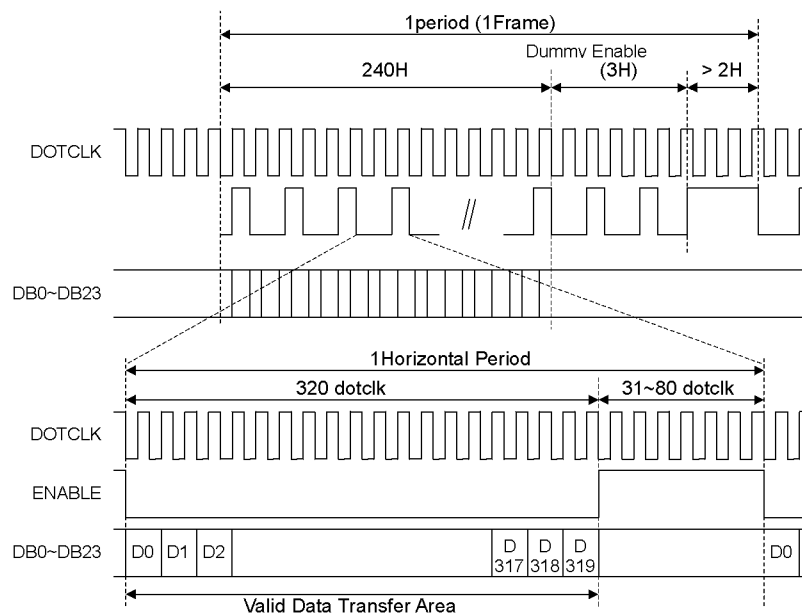 1period (1Frame)
Dummv Enable
240H
(3H)
> 2H
DOTCLK
//
DB0~DB23
1Horizontal Period
320 dotclk
31~80 dotclk
DOTCLK
ENABLE
DB0~DB23
D0
D1
D2
D
317
D
318
D
319
D0
Valid Data Transfer Area